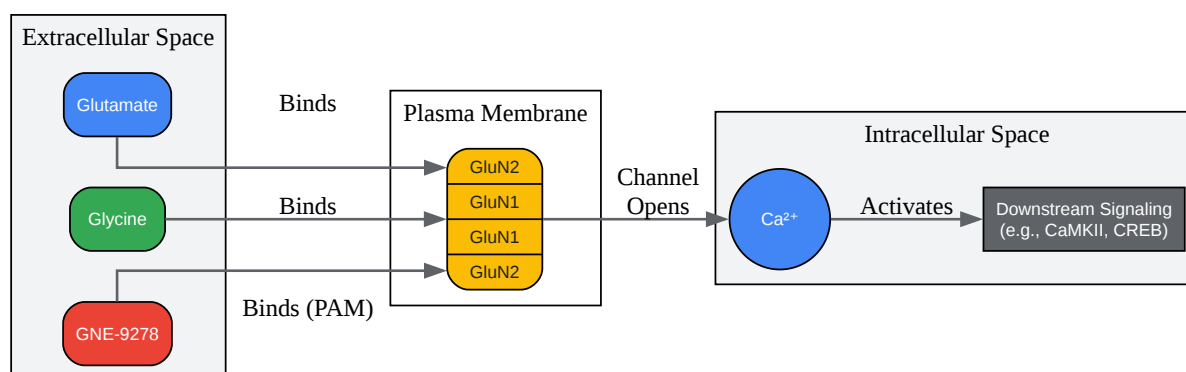 Extracellular Space
Glutamate
Glycine
GNE-9278
Binds
Binds
Binds (PAM)
Plasma Membrane
GluN2
GluN1
GluN1
GluN2
Channel
Opens
Intracellular Space
Ca²⁺
Activates
Downstream Signaling
(e.g., CaMKII, CREB)